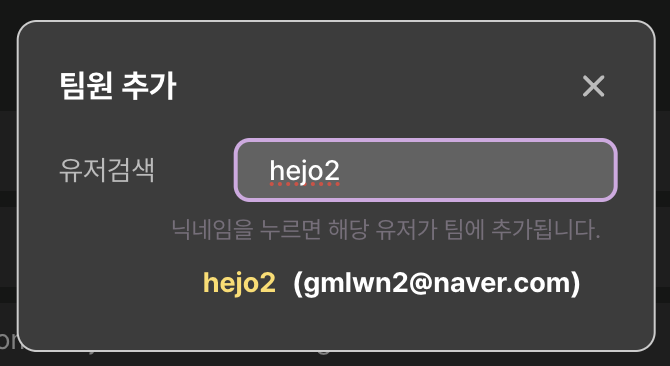 팀원 추가
유저검색 hejo2
닉네임을 누르면 해당 유저가 팀에 추가됩니다.
hejo2 (gmlwn2@naver.com)